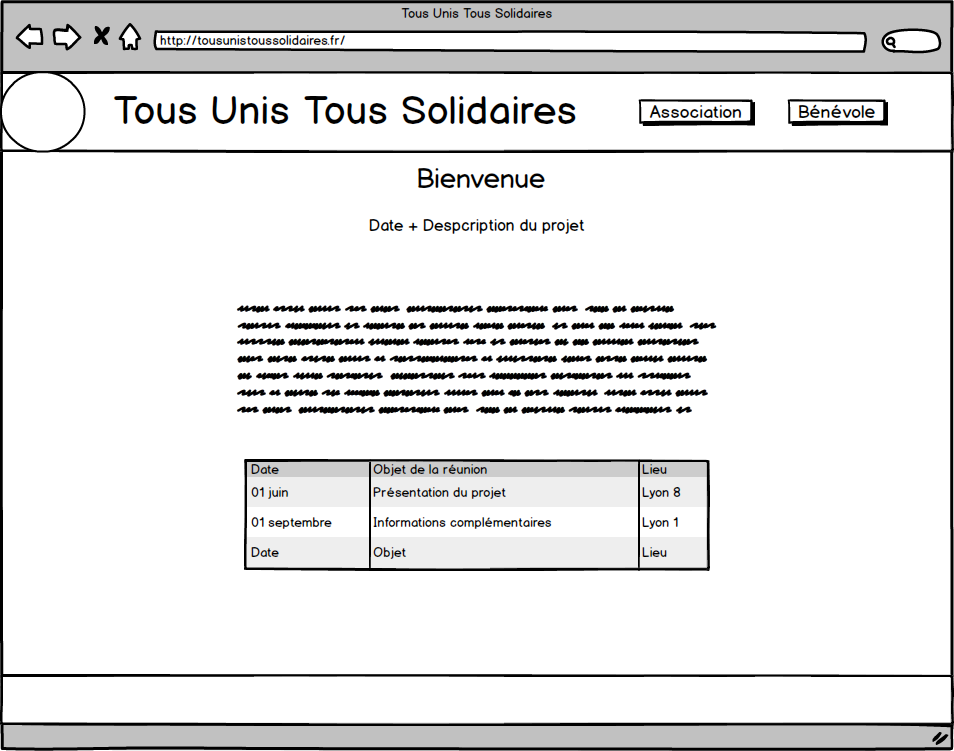 Tous Unis Tous Solidaires
http://tousunistoussolidaires.fr/
Tous Unis Tous Solidaires
Association
Bénévole
Bienvenue
Date + Despcription du projet
Date Objet de la réunion Lieu
01 juin Présentation du projet Lyon 8
01 septembre Informations complémentaires Lyon 1
Date Objet Lieu